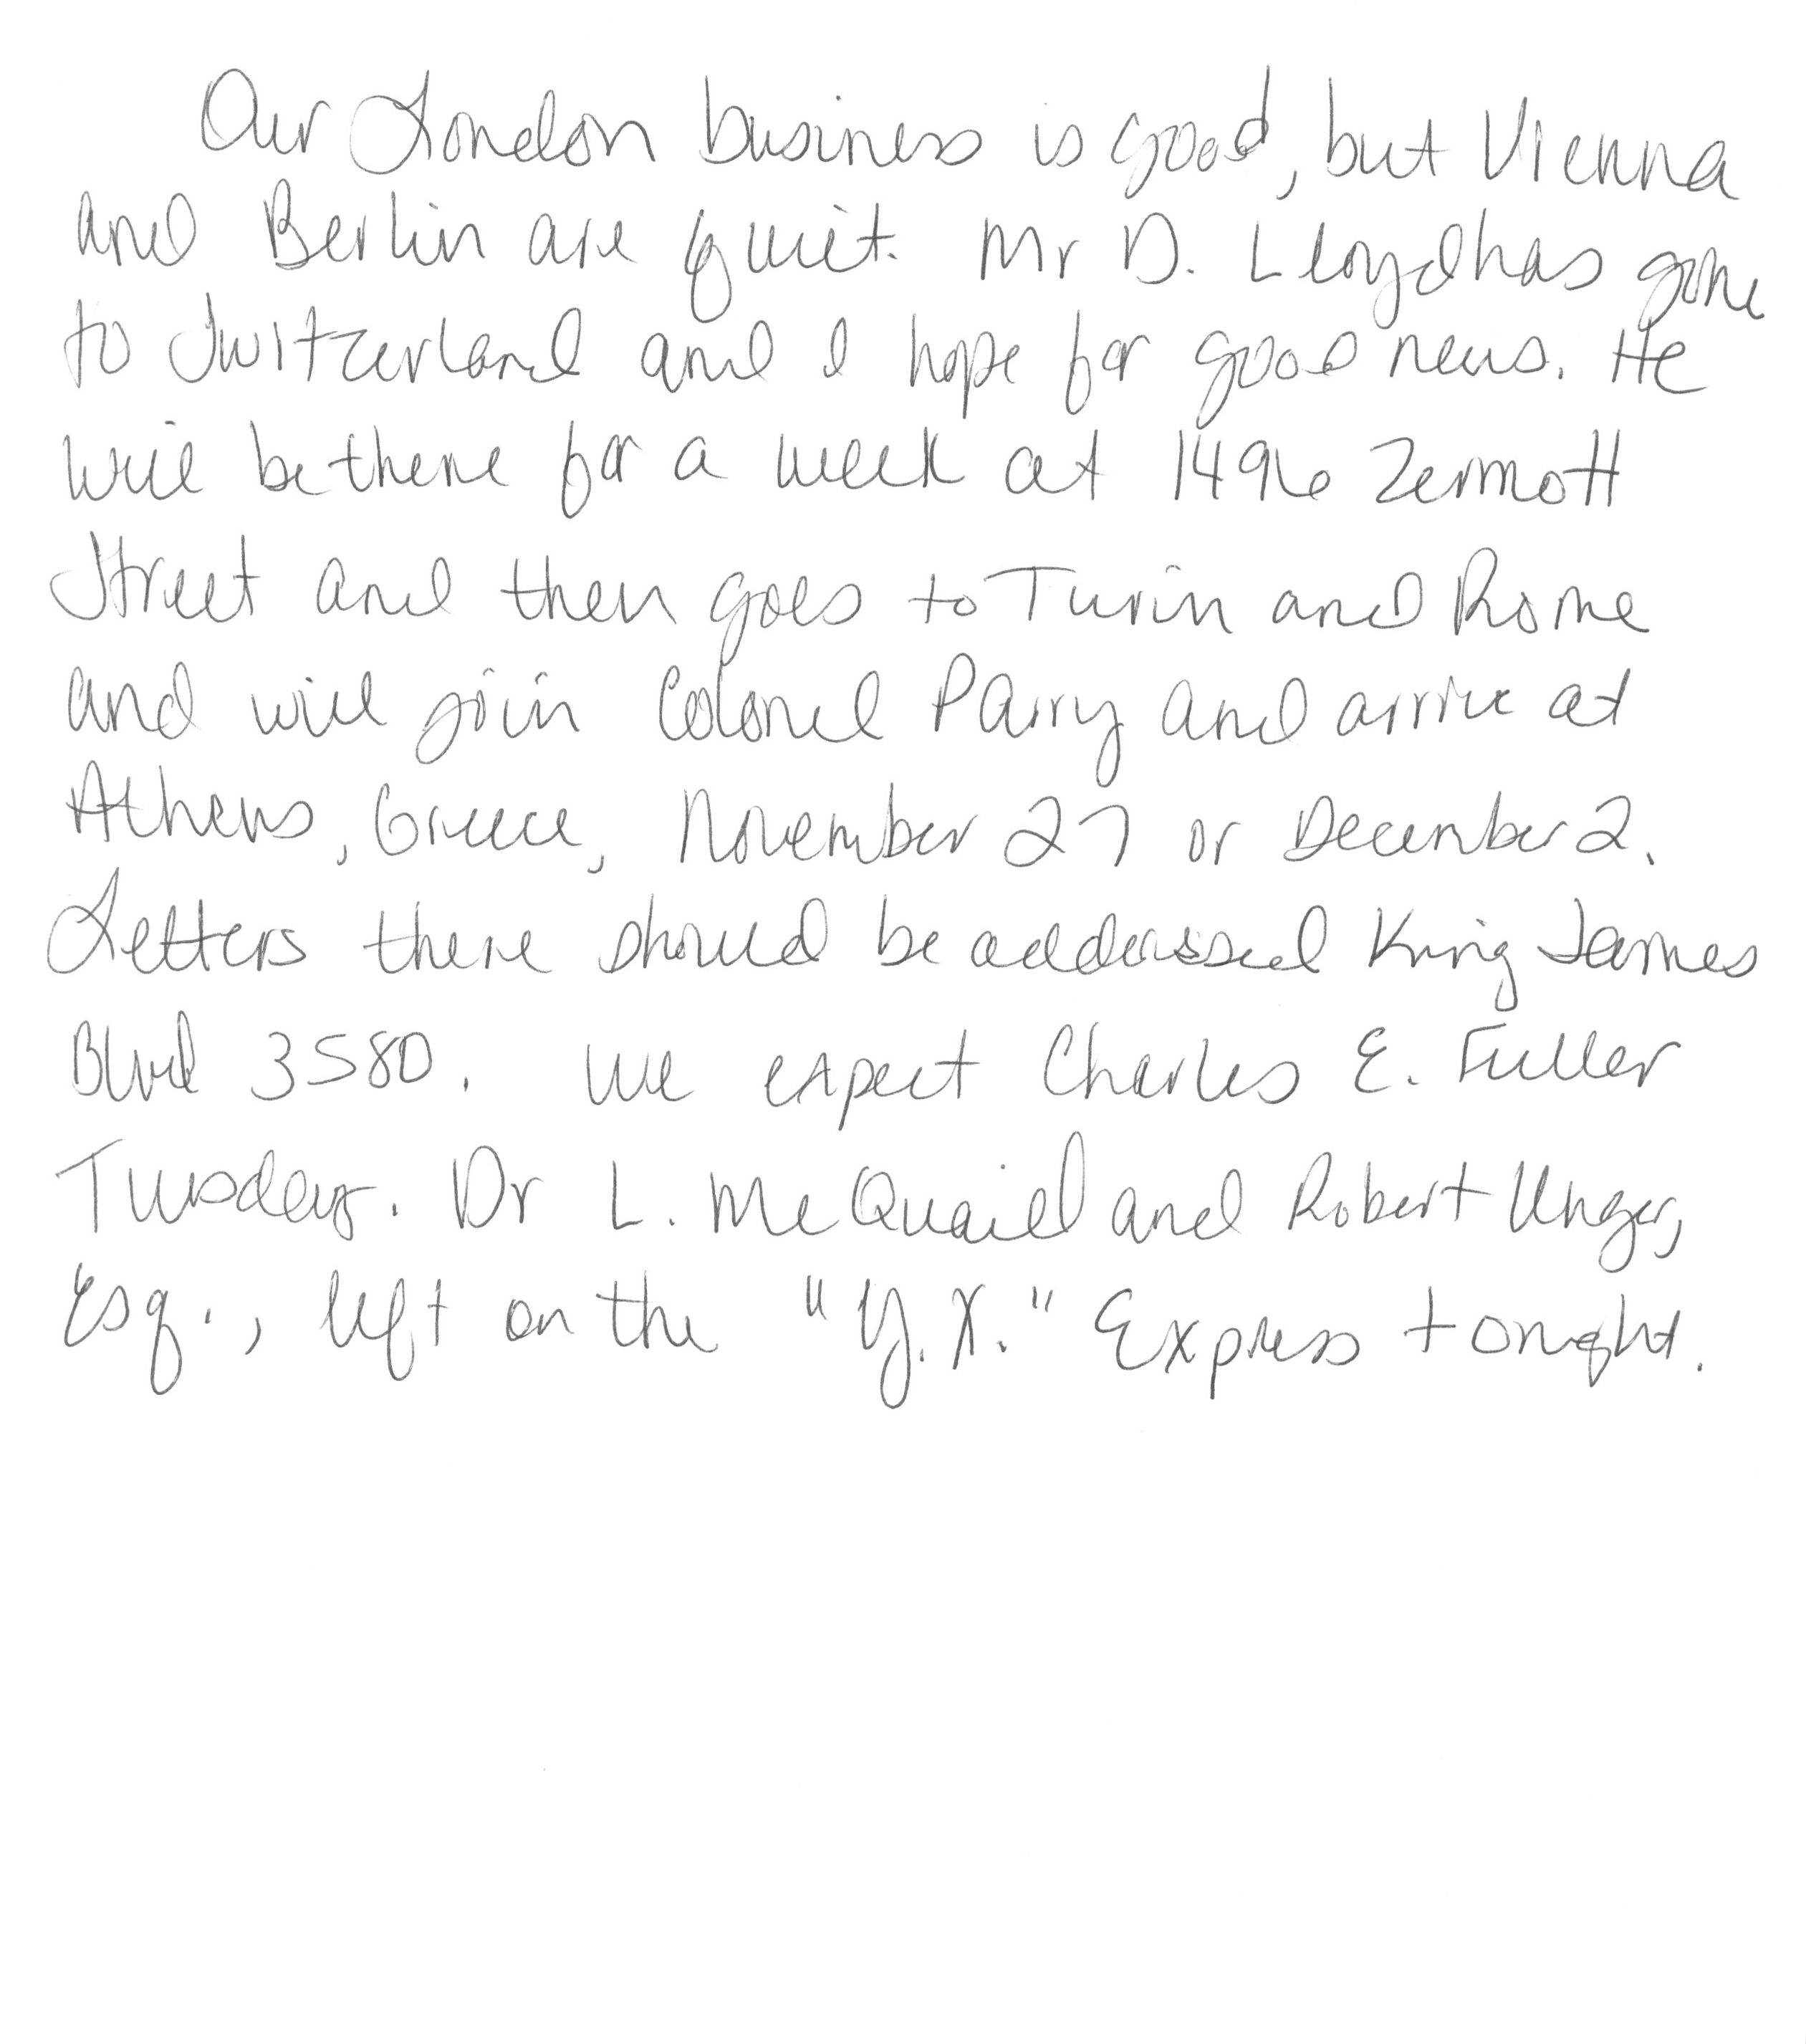 Our London business is good, but Vienna
and Berlin are quiet. Mr D. Lloyd has gone
to Switzerland and I hope for good news. He
will be there for a week at 1496 Zermott
Street and then goes to Turin and Rome
and will join Colonel Parry and arrive at
Athens, Greece, November 27 or December 2.
Letters there should be addressed King James
Blvd 3580. We expect Charles E. Fuller
Tuesday. Dr L. McQuaid and Robert Unger,
Esq., left on the "Y.X." Express tonight.